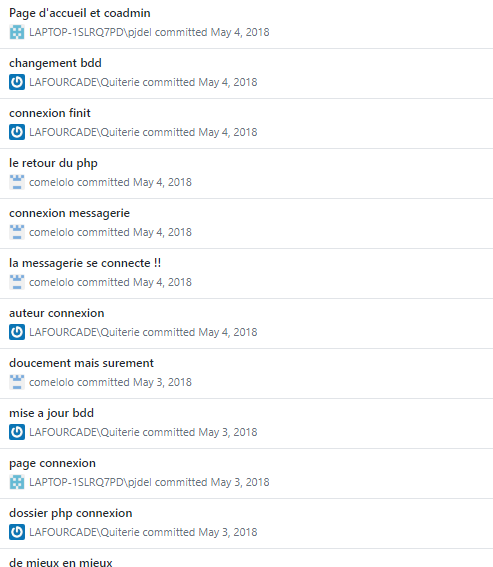 Page d'accueil et coadmin
LAPTOP-1SLRQ7PD\pjdel committed May 4, 2018
changement bdd
LAFOURCADE\Quiterie committed May 4, 2018
connexion finit
LAFOURCADE\Quiterie committed May 4, 2018
le retour du php
comelolo committed May 4, 2018
connexion messagerie
comelolo committed May 4, 2018
la messagerie se connecte !!
comelolo committed May 4, 2018
auteur connexion
LAFOURCADE\Quiterie committed May 4, 2018
doucement mais surement
comelolo committed May 3, 2018
mise a jour bdd
LAFOURCADE\Quiterie committed May 3, 2018
page connexion
LAPTOP-1SLRQ7PD\pjdel committed May 3, 2018
dossier php connexion
LAFOURCADE\Quiterie committed May 3, 2018
de mieux en mieux